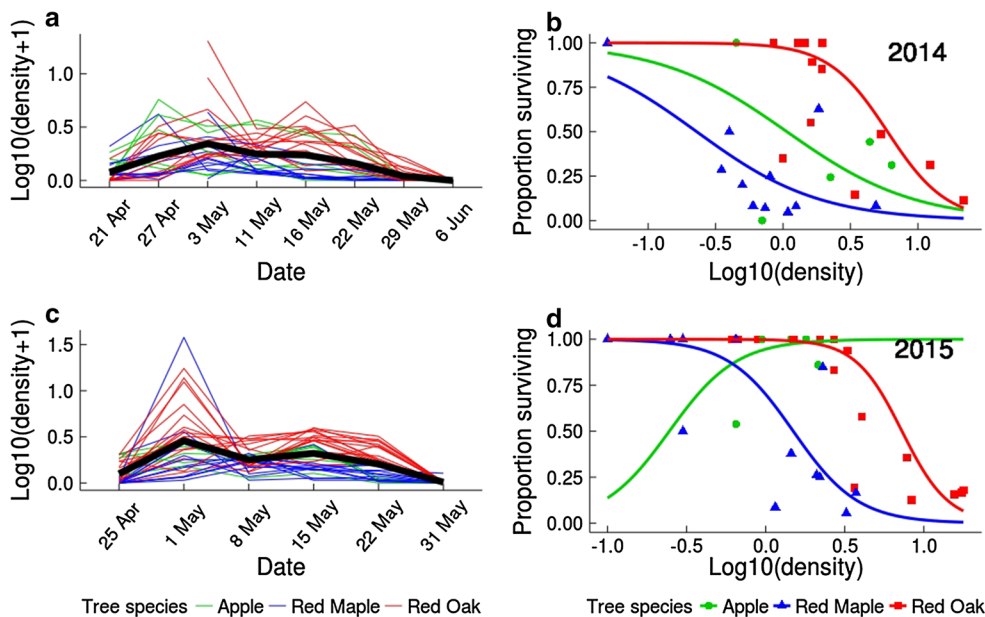 a
Log10(density+1)
1.0
0.5
0.0
21 Apr
27 Apr
3 May
11 May
16 May
22 May
29 May
6 Jun
Date
b
2014
Proportion surviving
1.00
0.75
0.50
0.25
0.00
-1.0
-0.5
0.0
0.5
1.0
Log10(density)
c
Log10(density+1)
1.5
1.0
0.5
0.0
25 Apr
1 May
8 May
15 May
22 May
31 May
Date
d
2015
Proportion surviving
1.00
0.75
0.50
0.25
0.00
-1.0
-0.5
0.0
0.5
1.0
Log10(density)
Tree species Apple Red Maple Red Oak
Tree species Apple Red Maple Red Oak